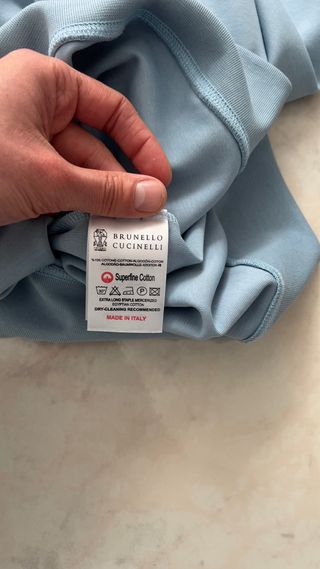 BRUNELLO
CUCINELLI
Superfine Cotton
EXTRA LONG STAPLE MERCERIZED
EGYPTIAN COTTON
DRY-CLEANING RECOMMENDED
MADE IN ITALY